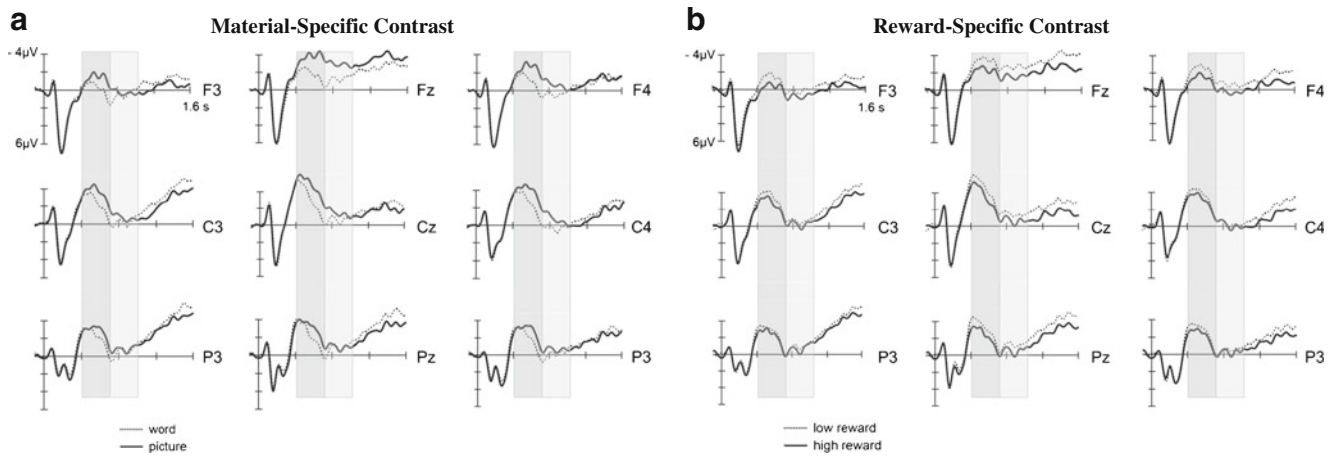 a Material-Specific Contrast
- 4µV
F3
1.6 s
6µV
Fz
F4
C3
Cz
C4
P3
Pz
P3
word
picture
b Reward-Specific Contrast
- 4µV
F3
1.6 s
6µV
Fz
F4
C3
Cz
C4
P3
Pz
P3
low reward
high reward